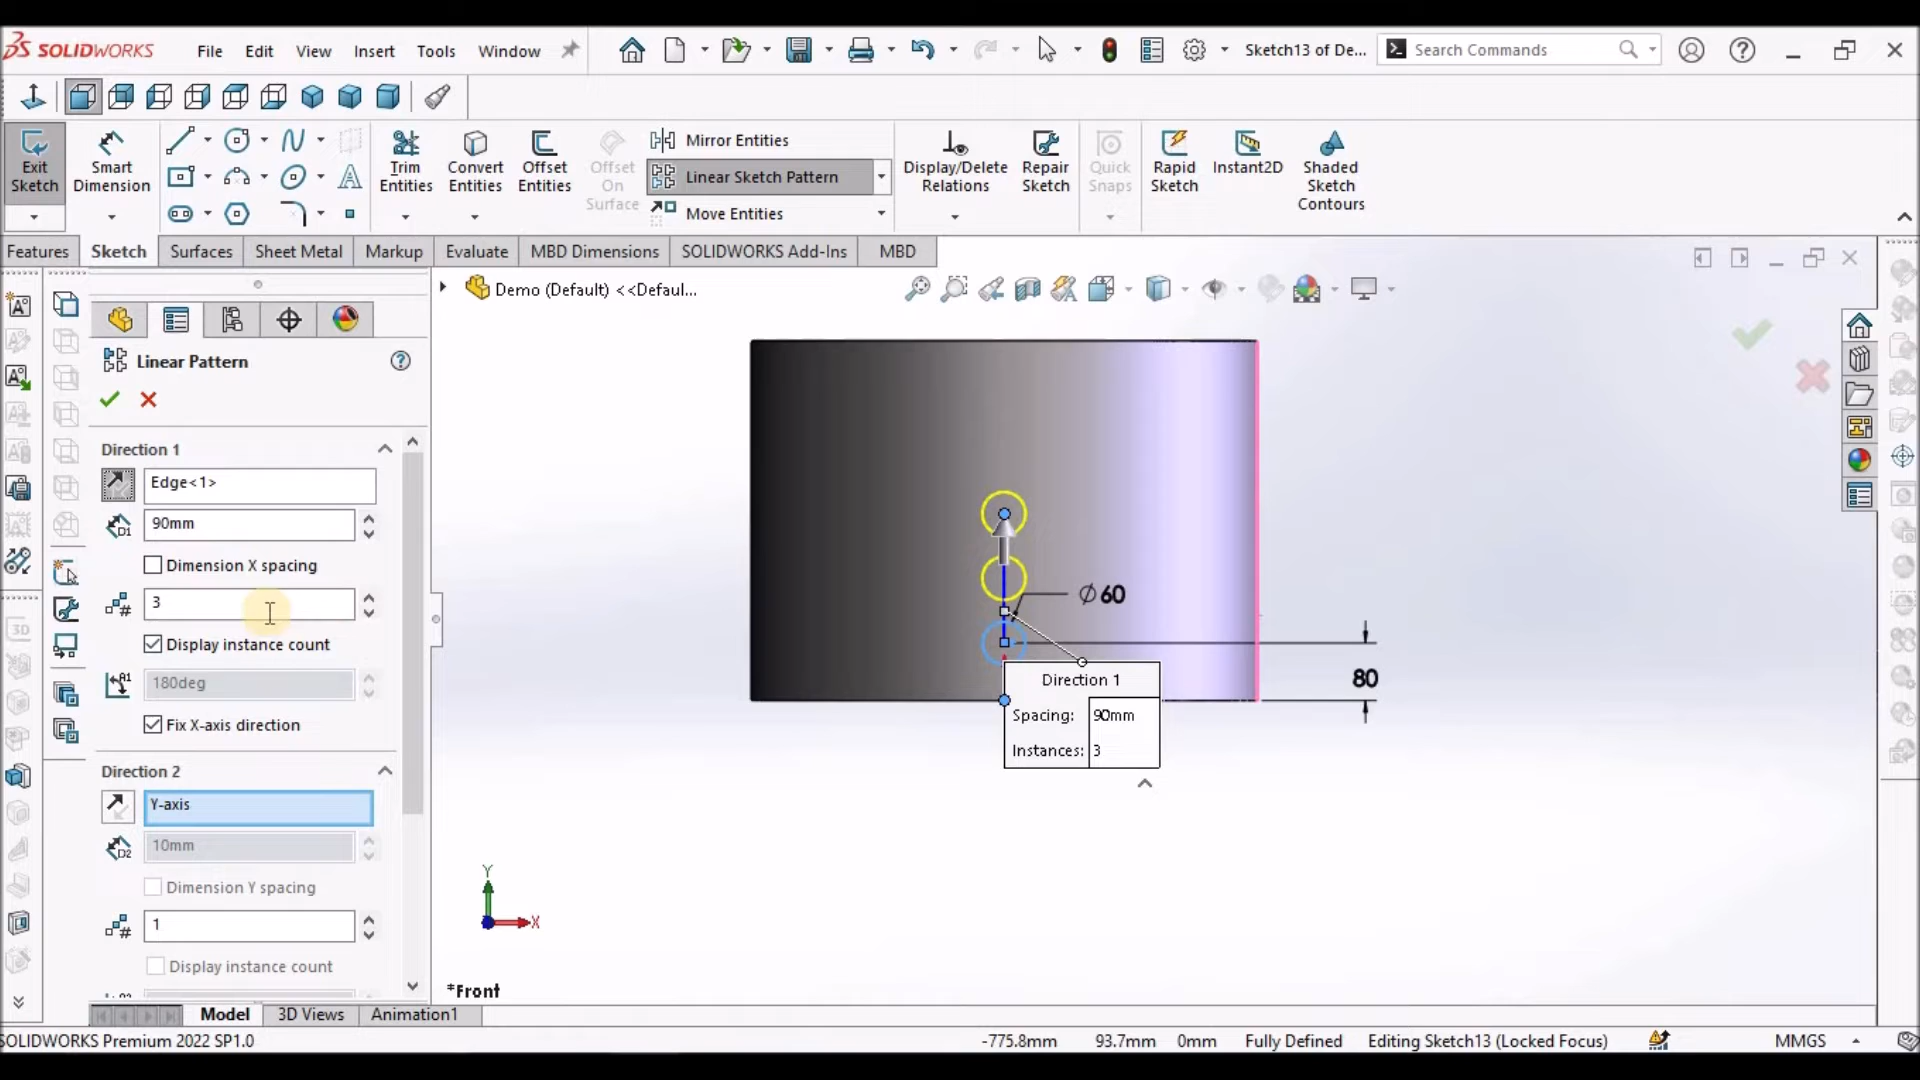 SOLIDWORKS File Edit View Insert Tools Window Sketch13 of De... Search Commands
Exit Sketch
Smart Dimension
Trim Entities
Convert Entities
Offset Entities
Offset On Surface
Mirror Entities
Linear Sketch Pattern
Move Entities
Display/Delete Relations
Repair Sketch
Quick Snaps
Rapid Sketch
Instant2D
Shaded Sketch Contours
Features Sketch Surfaces Sheet Metal Markup Evaluate MBD Dimensions SOLIDWORKS Add-Ins MBD
Demo (Default) <<Defaul...
Linear Pattern
Direction 1
Edge<1>
D1 90mm
Dimension X spacing
# 3
Display instance count
A1 180deg
Fix X-axis direction
Direction 2
Y-axis
D2 10mm
Dimension Y spacing
# 1
Display instance count
∅60
80
Direction 1
Spacing: 90mm
Instances: 3
Y
X
*Front
Model 3D Views Animation1
SOLIDWORKS Premium 2022 SP1.0 -775.8mm 93.7mm 0mm Fully Defined Editing Sketch13 (Locked Focus) MMGS